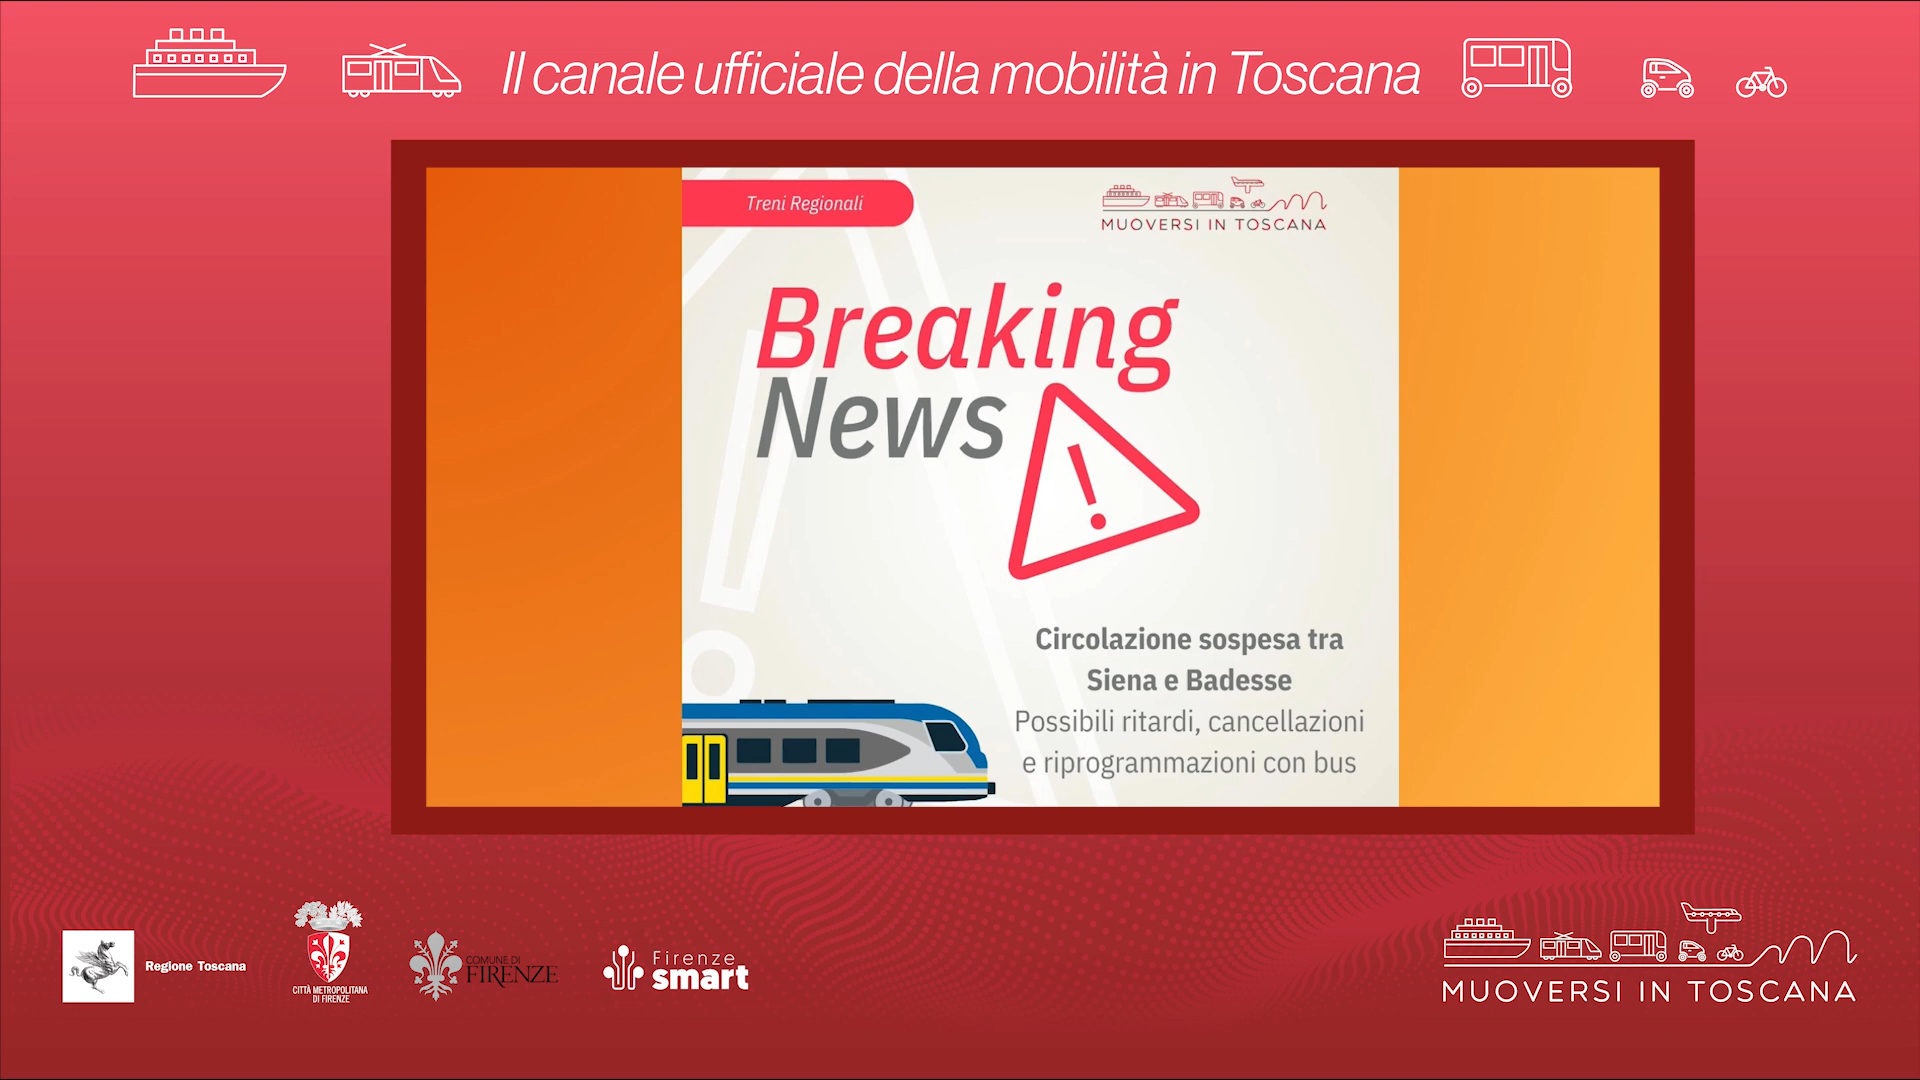 Il canale ufficiale della mobilità in Toscana
Treni Regionali
MUOVERSI IN TOSCANA
Breaking
News
!
Circolazione sospesa tra
Siena e Badesse
Possibili ritardi, cancellazioni
e riprogrammazioni con bus
Regione Toscana
CITTÀ METROPOLITANA
DI FIRENZE
COMUNE DI
FIRENZE
Firenze
smart
MUOVERSI IN TOSCANA